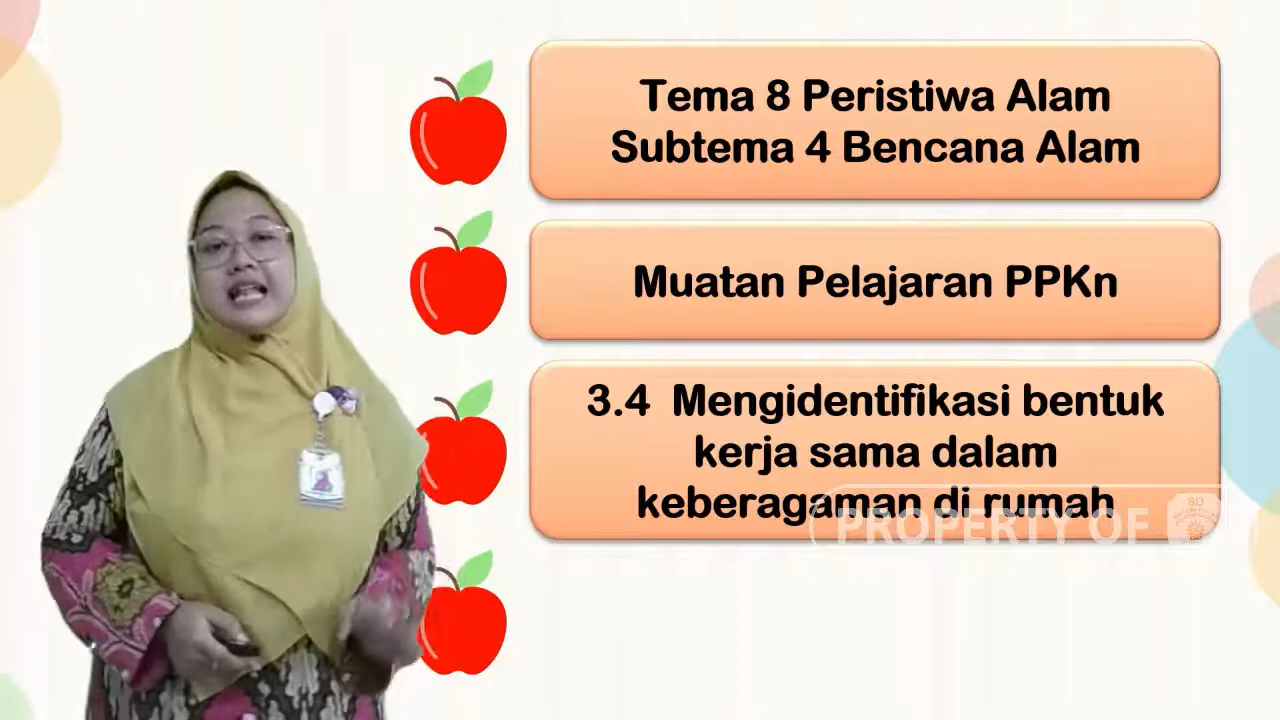 Tema 8 Peristiwa Alam
Subtema 4 Bencana Alam
Muatan Pelajaran PPKn
3.4 Mengidentifikasi bentuk
kerja sama dalam
keberagaman di rumah
PROPERTY OF
SD